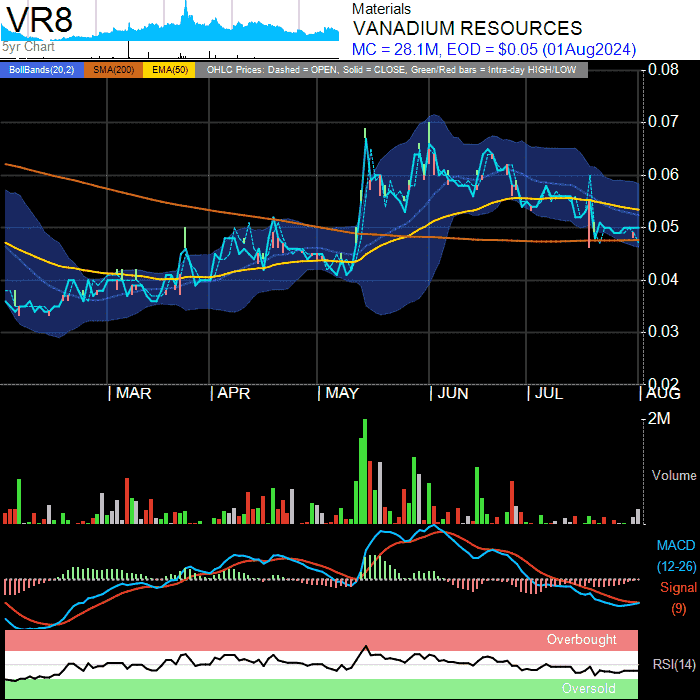 VR8
5yr Chart
Materials
VANADIUM RESOURCES
MC = 28.1M, EOD = $0.05 (01Aug2024)
BollBands(20,2) SMA(200) EMA(50) OHLC Prices: Dashed = OPEN, Solid = CLOSE, Green/Red bars = Intra-day HIGH/LOW
0.08
0.07
0.06
0.05
0.04
0.03
0.02
MAR APR MAY JUN JUL AUG
2M
Volume
MACD
(12-26)
Signal
(9)
Overbought
RSI(14)
Oversold